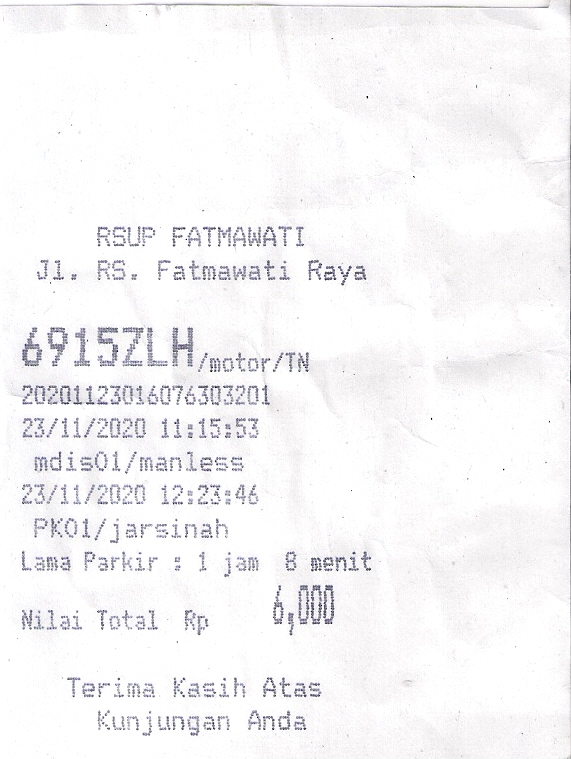 RSUP FATMAWATI
Jl. RS. Fatmawati Raya
6915ZLH/motor/TN
20201123016076303201
23/11/2020 11:15:53
mdis01/manless
23/11/2020 12:23:46
PK01/jarsinah
Lama Parkir : 1 jam 8 menit
Nilai Total Rp 6,000
Terima Kasih Atas
Kunjungan Anda